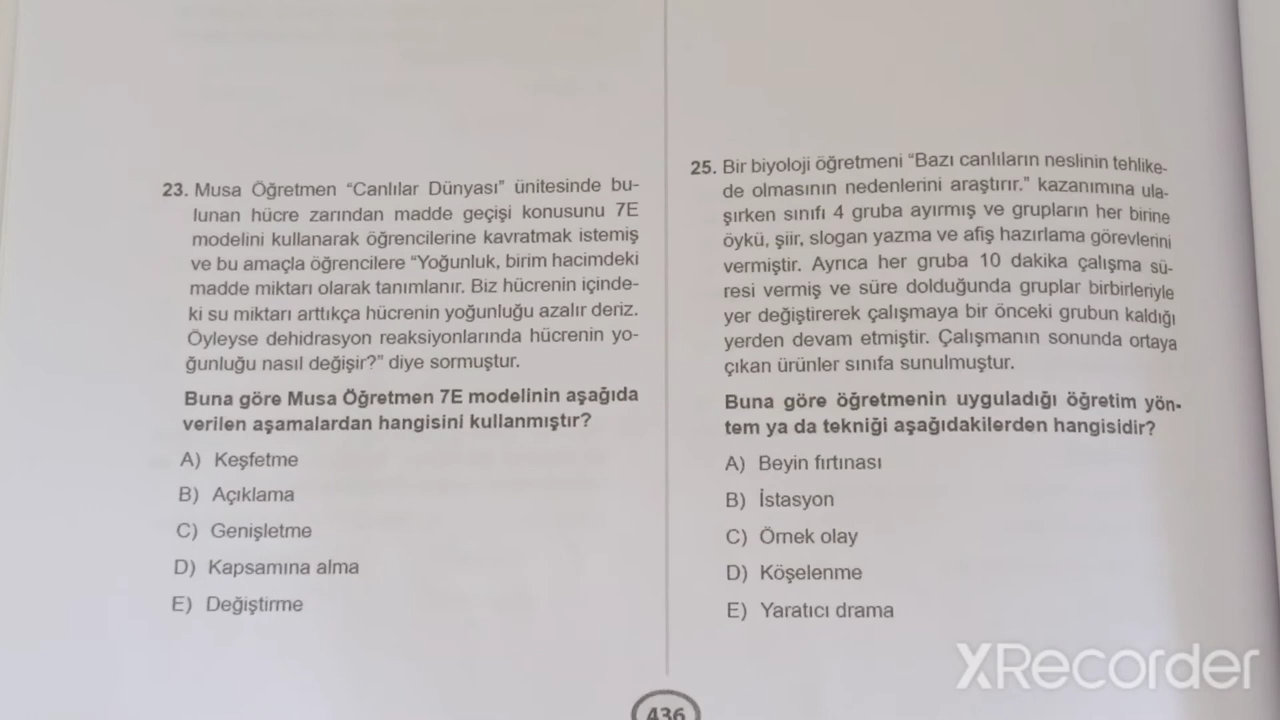 23. Musa Öğretmen “Canlılar Dünyası” ünitesinde bu-
lunan hücre zarından madde geçişi konusunu 7E
modelini kullanarak öğrencilerine kavratmak istemiş
ve bu amaçla öğrencilere “Yoğunluk, birim hacimdeki
madde miktarı olarak tanımlanır. Biz hücrenin içinde-
ki su miktarı arttıkça hücrenin yoğunluğu azalır deriz.
Öyleyse dehidrasyon reaksiyonlarında hücrenin yo-
ğunluğu nasıl değişir?” diye sormuştur.
Buna göre Musa Öğretmen 7E modelinin aşağıda
verilen aşamalardan hangisini kullanmıştır?
A) Keşfetme
B) Açıklama
C) Genişletme
D) Kapsamına alma
E) Değiştirme
25. Bir biyoloji öğretmeni “Bazı canlıların neslinin tehlike-
de olmasının nedenlerini araştırır.” kazanımına ula-
şırken sınıfı 4 gruba ayırmış ve grupların her birine
öykü, şiir, slogan yazma ve afiş hazırlama görevlerini
vermiştir. Ayrıca her gruba 10 dakika çalışma sü-
resi vermiş ve süre dolduğunda gruplar birbirleriyle
yer değiştirerek çalışmaya bir önceki grubun kaldığı
yerden devam etmiştir. Çalışmanın sonunda ortaya
çıkan ürünler sınıfa sunulmuştur.
Buna göre öğretmenin uyguladığı öğretim yön-
tem ya da tekniği aşağıdakilerden hangisidir?
A) Beyin fırtınası
B) İstasyon
C) Örnek olay
D) Köşelenme
E) Yaratıcı drama
436
XRecorder